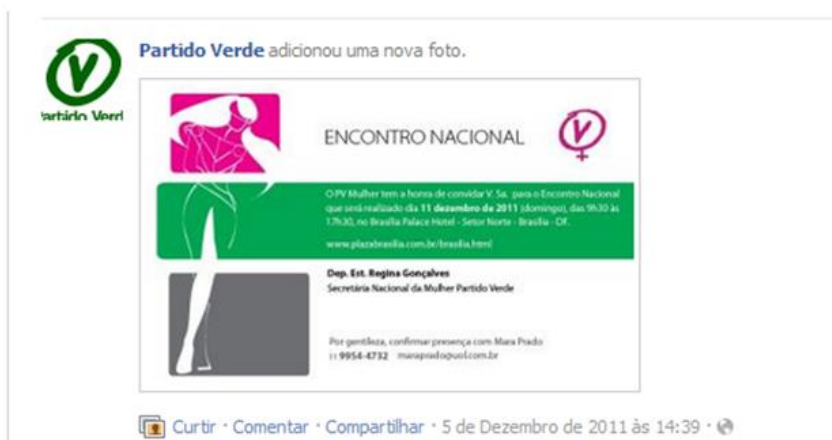 Partido Verde adicionou uma nova foto.
V
Partido Verd
ENCONTRO NACIONAL
V
O PV Mulher tem a honra de convidar V. Sa. para o Encontro Nacional
que será realizado dia 11 dezembro de 2011 (domingo), das 9h30 às
17h30, no Brasília Palace Hotel - Setor Norte - Brasília - DF.
www.plazabrasilia.com.br/brasilia.html
Dep. Est. Regina Gonçalves
Secretária Nacional da Mulher Partido Verde
Por gentileza, confirmar presença com Mara Prado
11 9954-4732 maraprado@uol.com.br
Curtir · Comentar · Compartilhar · 5 de Dezembro de 2011 às 14:39 ·